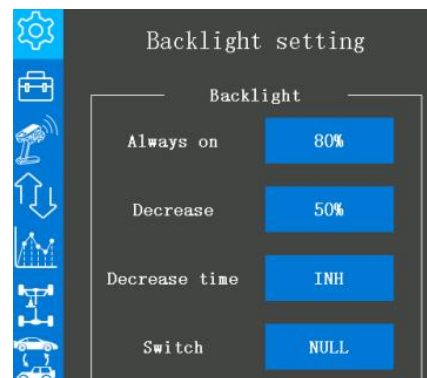 Backlight setting
Backlight
Always on 80%
Decrease 50%
Decrease time INH
Switch NULL